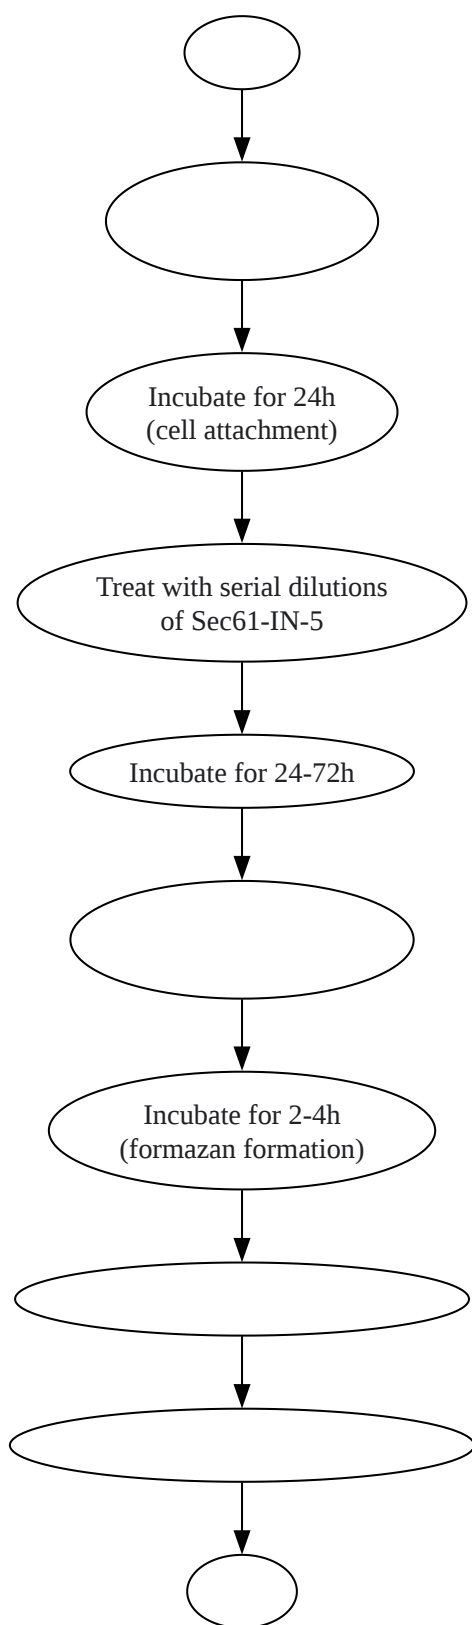 Incubate for 24h
(cell attachment)
Treat with serial dilutions
of Sec61-IN-5
Incubate for 24-72h
Incubate for 2-4h
(formazan formation)